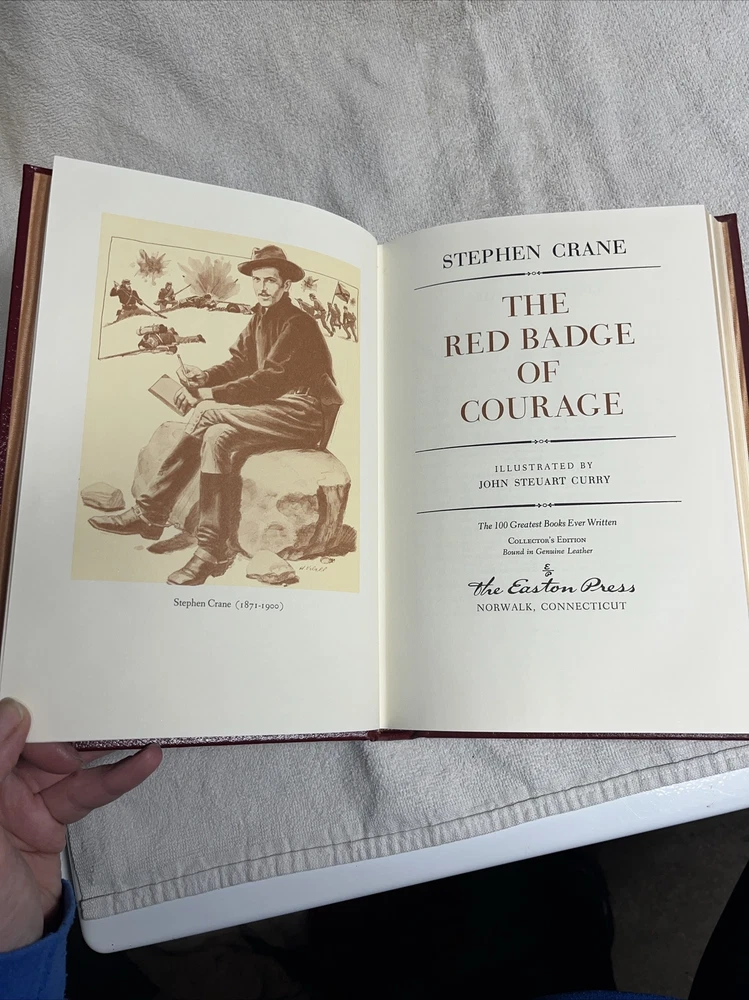 Stephen Crane (1871-1900)
STEPHEN CRANE
THE
RED BADGE
OF
COURAGE
ILLUSTRATED BY
JOHN STEUART CURRY
The 100 Greatest Books Ever Written
COLLECTOR'S EDITION
Bound in Genuine Leather
The Easton Press
NORWALK, CONNECTICUT